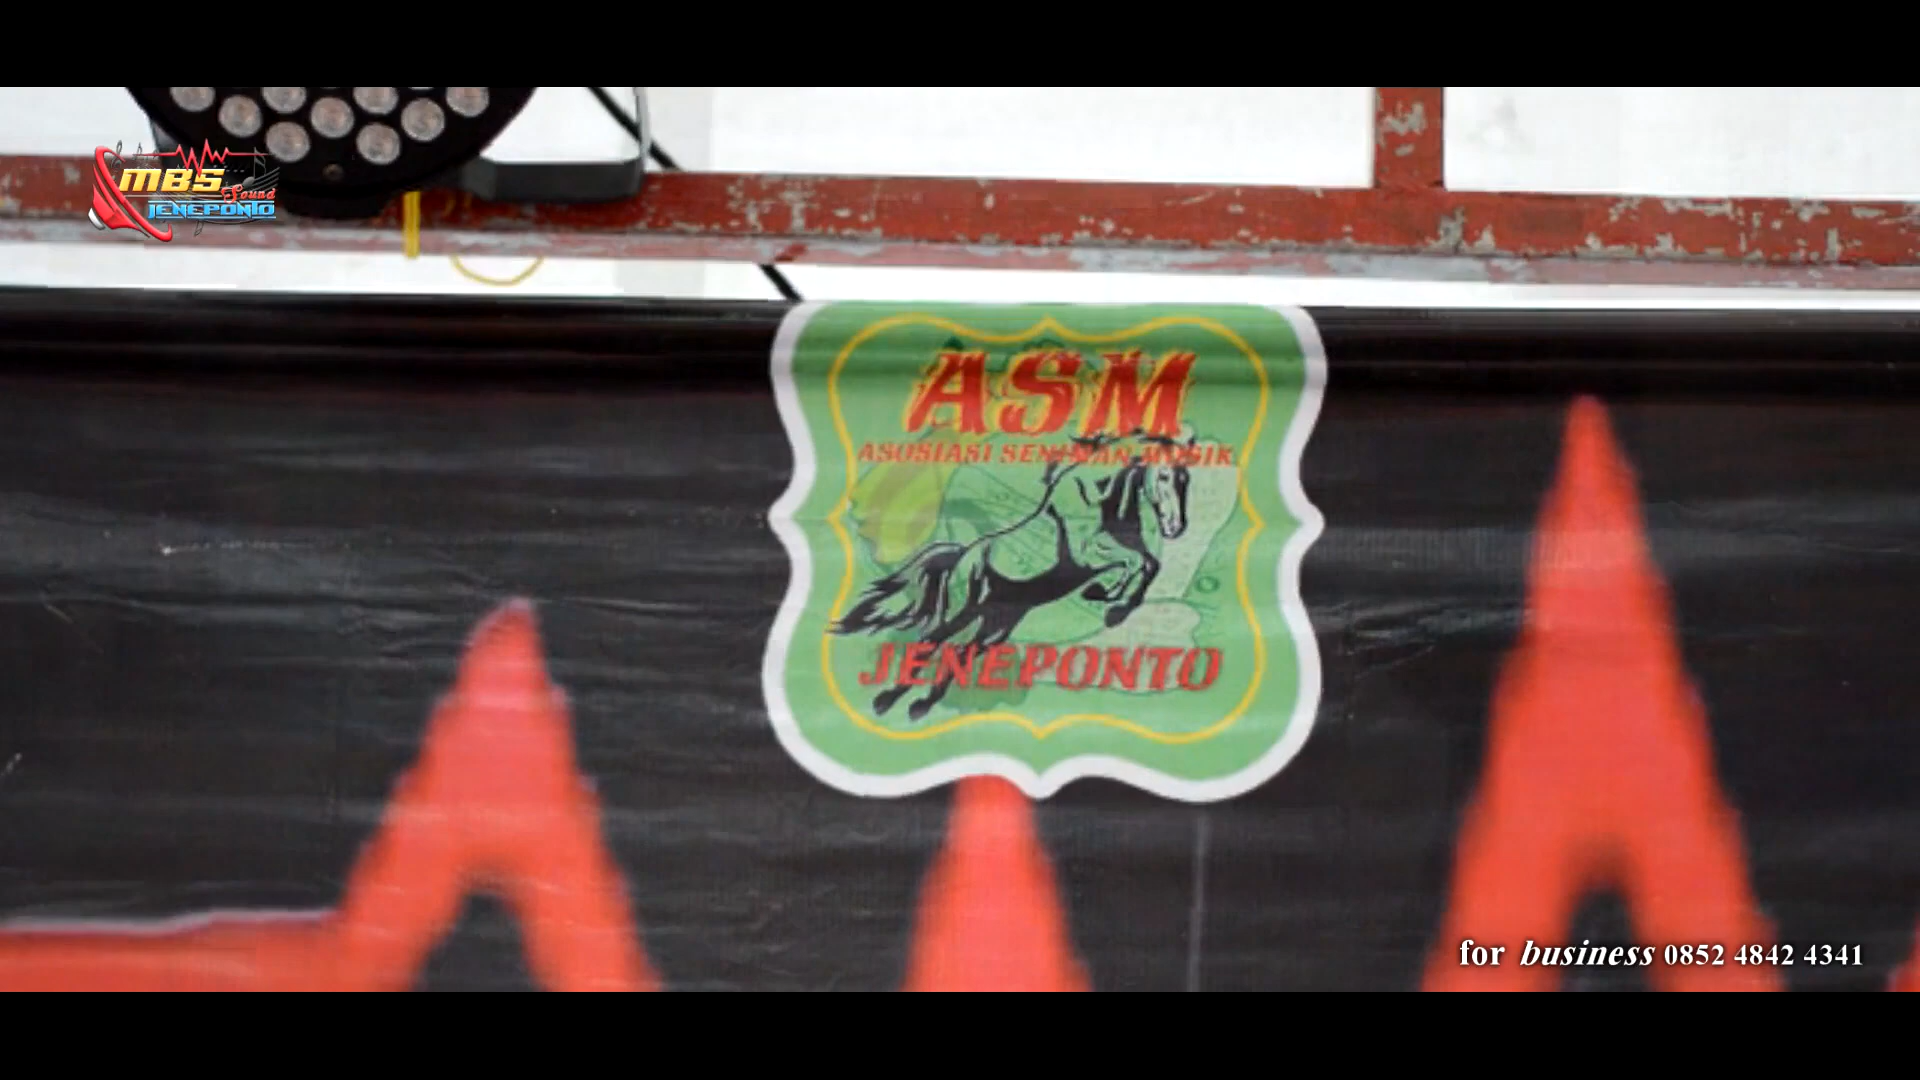 MBS
Sound
JENEPONTO
ASM
ASOSIASI SENIMAN MUSIK
JENEPONTO
for business 0852 4842 4341